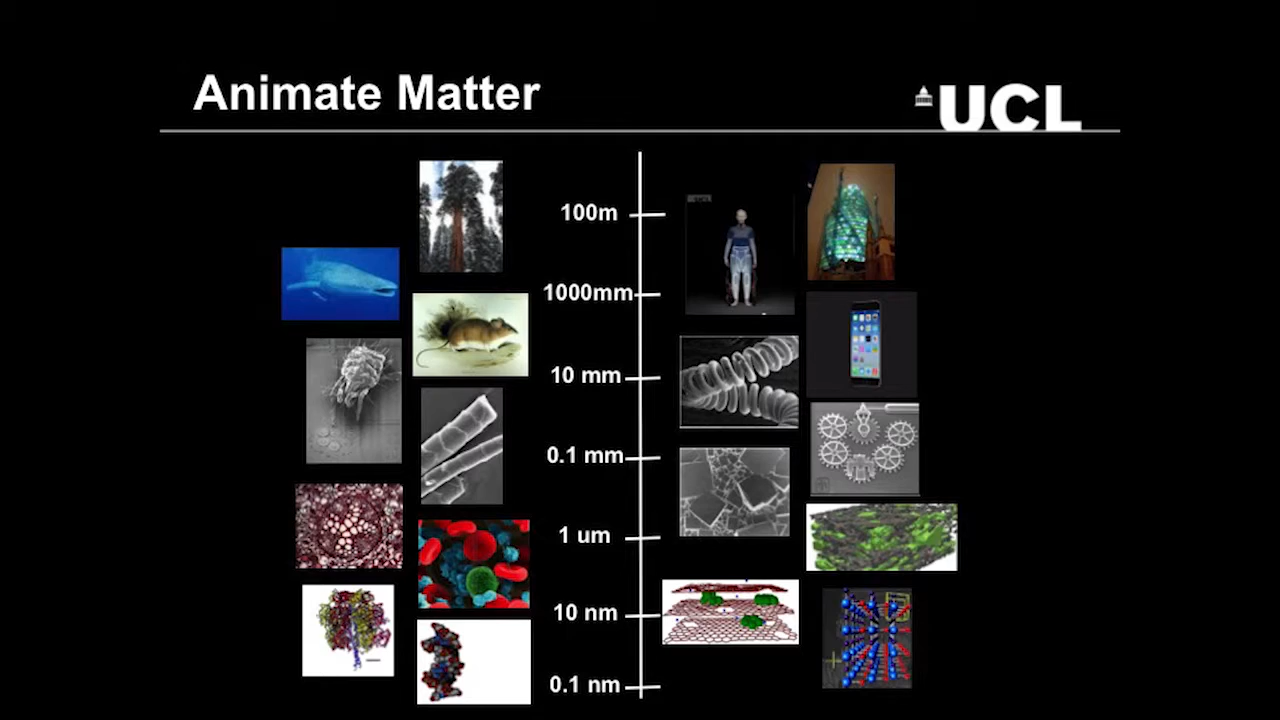 Animate Matter
UCL
100m
1000mm
10 mm
0.1 mm
1 um
10 nm
0.1 nm